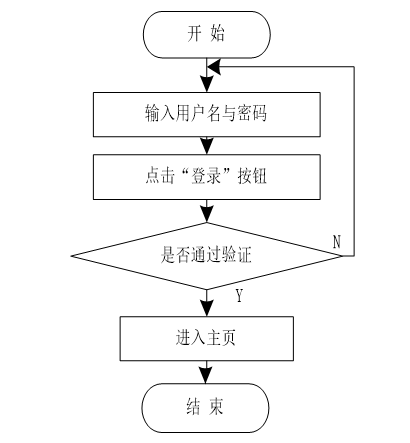 开 始
输入用户名与密码
点击“登录”按钮
是否通过验证
N
Y
进入主页
结 束